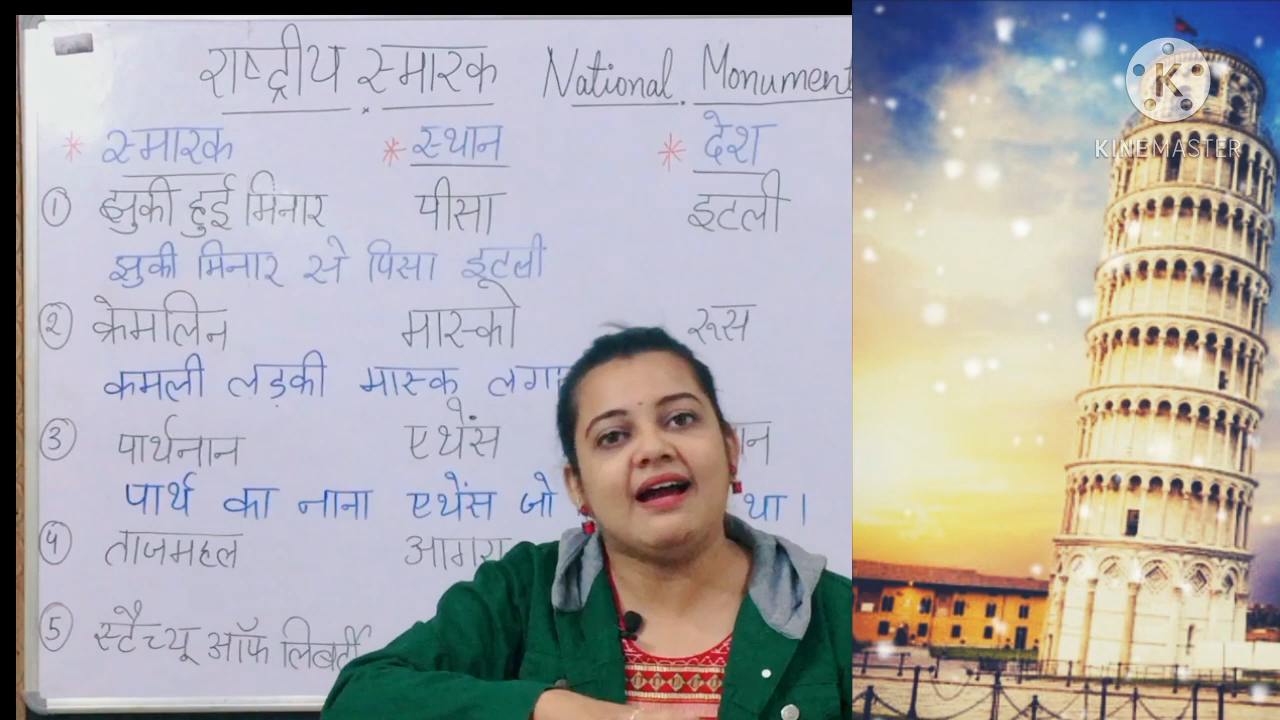 राष्ट्रीय स्मारक National Monument
* स्मारक * स्थान * देश
① झुकी हुई मिनार पीसा इटली
झुकी मिनार से पिसा इटली
② क्रेमलिन मास्को रूस
कमली लड़की मास्क
③ पार्थनान एथेंस
पार्थ का नाना एथेंस जो था।
④ ताजमहल आगरा
⑤ स्टैच्यू ऑफ लिबर्टी
K
KINEMASTER